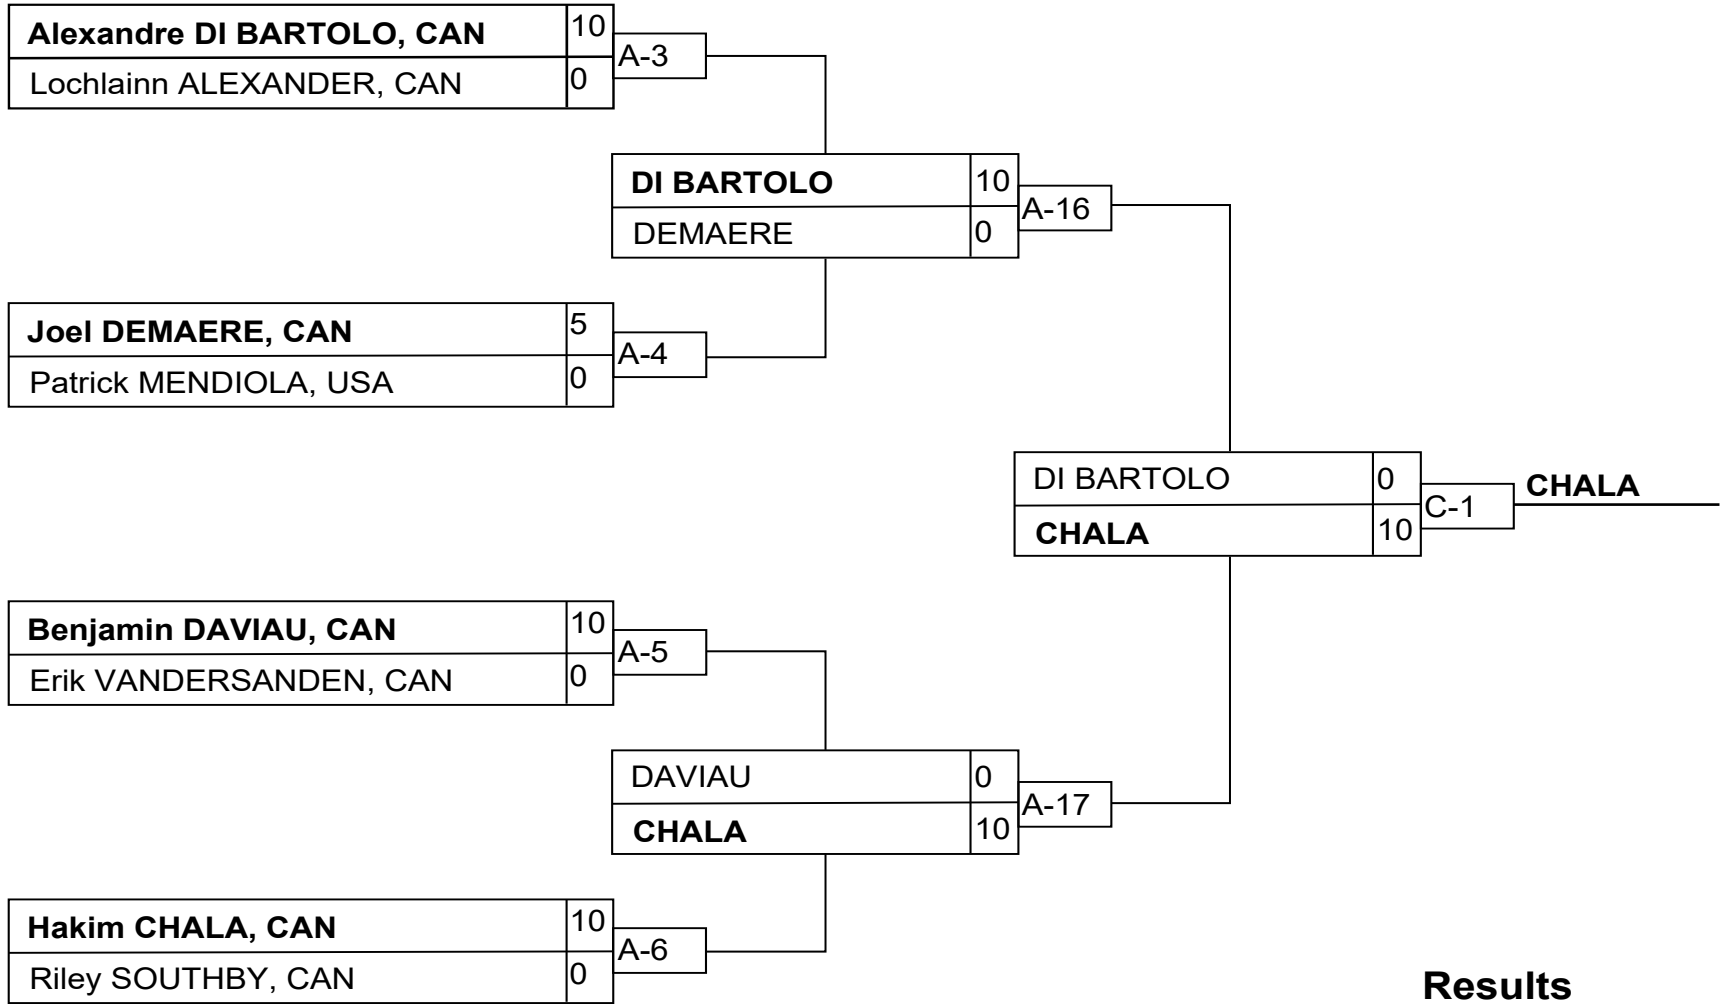 Alexandre DI BARTOLO, CAN 10
A-3
Lochlainn ALEXANDER, CAN 0
DI BARTOLO 10
A-16
DEMAERE 0
Joel DEMAERE, CAN 5
A-4
Patrick MENDIOLA, USA 0
DI BARTOLO 0
CHALA
C-1
CHALA 10
Benjamin DAVIAU, CAN 10
A-5
Erik VANDERSANDEN, CAN 0
DAVIAU 0
A-17
CHALA 10
Hakim CHALA, CAN 10
A-6
Riley SOUTHBY, CAN 0
Results